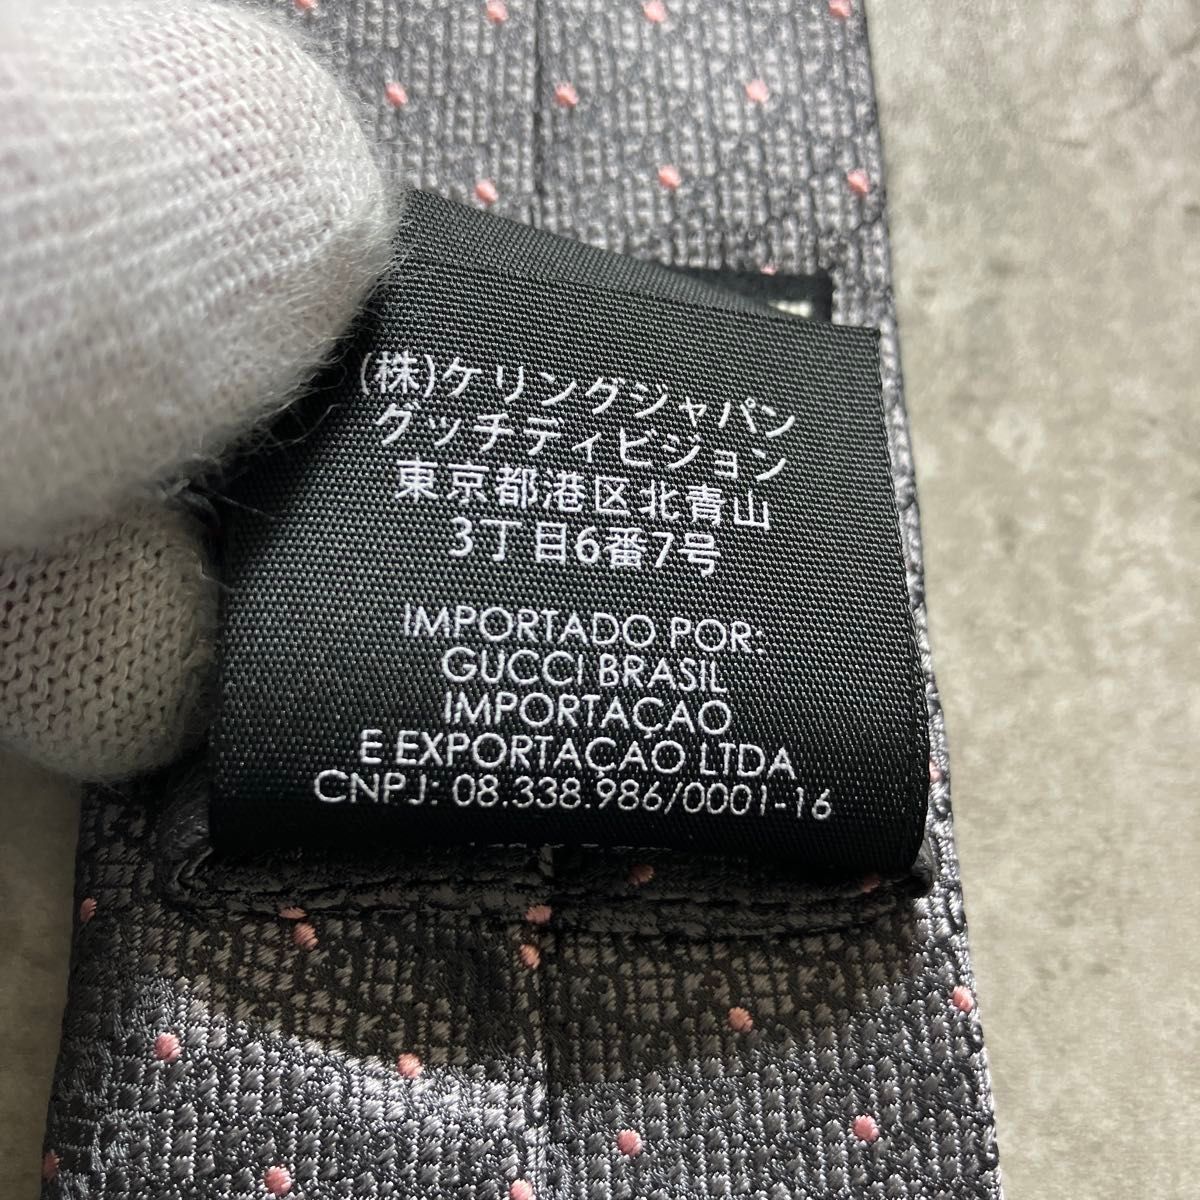 (株)ケリングジャパン
グッチディビジョン
東京都港区北青山
3丁目6番7号
IMPORTADO POR:
GUCCI BRASIL
IMPORTAÇAO
E EXPORTAÇAO LTDA
CNPJ: 08.338.986/0001-16